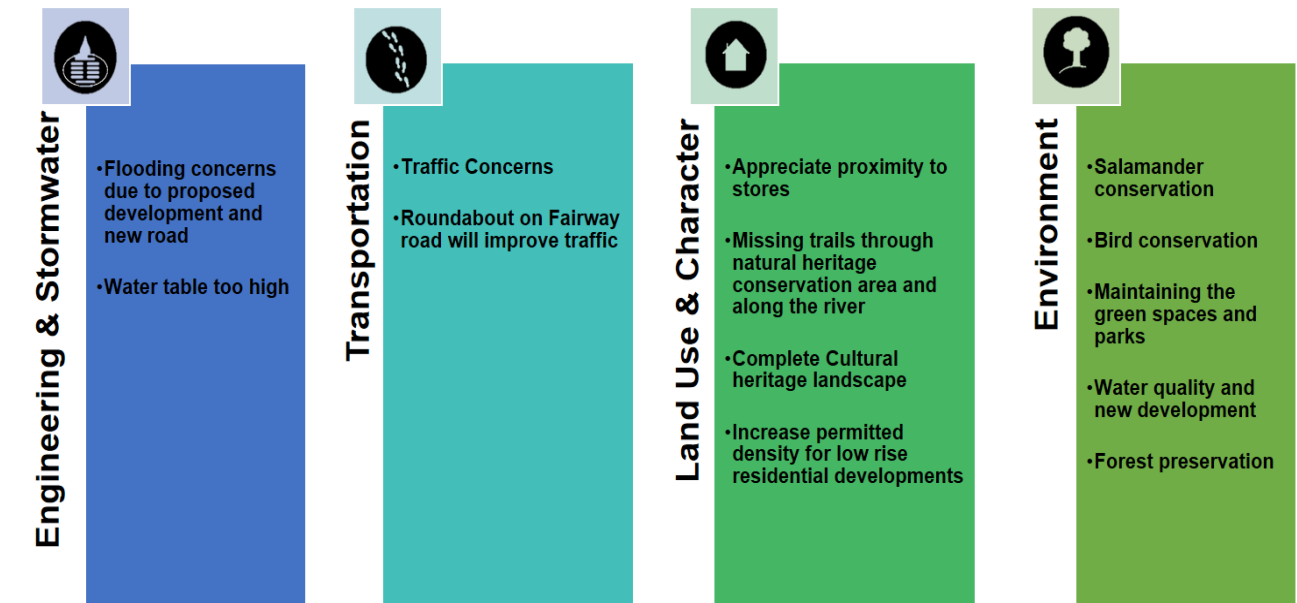 Engineering & Stormwater
•Flooding concerns
due to proposed
development and
new road
•Water table too high
Transportation
•Traffic Concerns
•Roundabout on Fairway
road will improve traffic
Land Use & Character
•Appreciate proximity to
stores
•Missing trails through
natural heritage
conservation area and
along the river
•Complete Cultural
heritage landscape
•Increase permitted
density for low rise
residential developments
Environment
•Salamander
conservation
•Bird conservation
•Maintaining the
green spaces and
parks
•Water quality and
new development
•Forest preservation